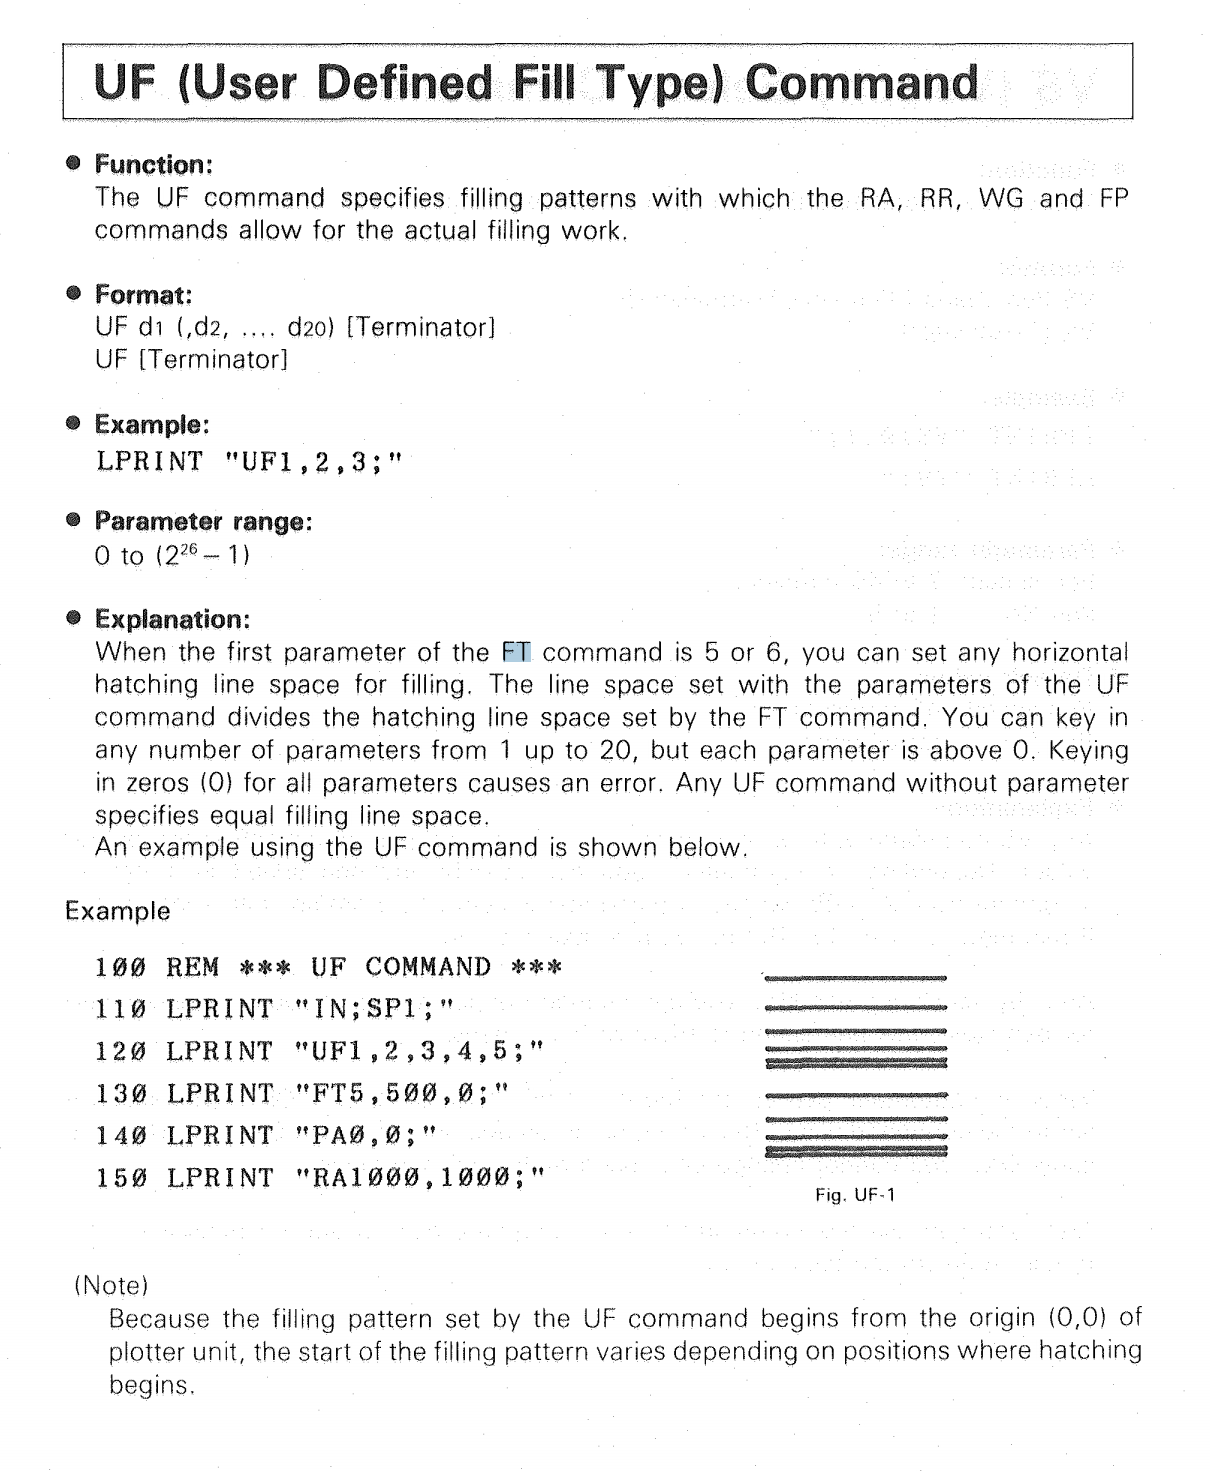 UF (User Defined Fill Type) Command
● Function:
The UF command specifies filling patterns with which the RA, RR, WG and FP
commands allow for the actual filling work.
● Format:
UF d1 (,d2, .... d20) [Terminator]
UF [Terminator]
● Example:
LPRINT "UF1,2,3;"
● Parameter range:
0 to (2²⁶ – 1)
● Explanation:
When the first parameter of the FT command is 5 or 6, you can set any horizontal
hatching line space for filling. The line space set with the parameters of the UF
command divides the hatching line space set by the FT command. You can key in
any number of parameters from 1 up to 20, but each parameter is above 0. Keying
in zeros (0) for all parameters causes an error. Any UF command without parameter
specifies equal filling line space.
An example using the UF command is shown below.
Example
100 REM *** UF COMMAND ***
110 LPRINT "IN;SP1;"
120 LPRINT "UF1,2,3,4,5;"
130 LPRINT "FT5,500,0;"
140 LPRINT "PA0,0;"
150 LPRINT "RA1000,1000;"
Fig. UF-1
(Note)
Because the filling pattern set by the UF command begins from the origin (0,0) of
plotter unit, the start of the filling pattern varies depending on positions where hatching
begins.